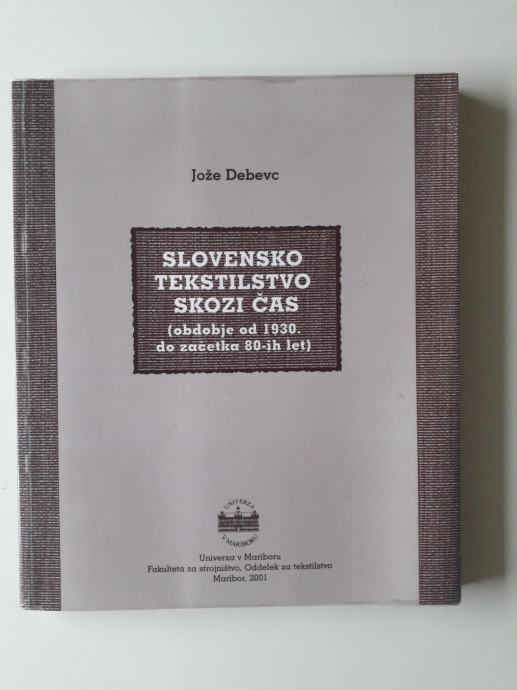 Jože Debevc
SLOVENSKO
TEKSTILSTVO
SKOZI ČAS
(obdobje od 1930.
do začetka 80-ih let)
UNIVERZA
V MARIBORU
Univerza v Mariboru
Fakulteta za strojništvo, Oddelek za tekstilstvo
Maribor, 2001